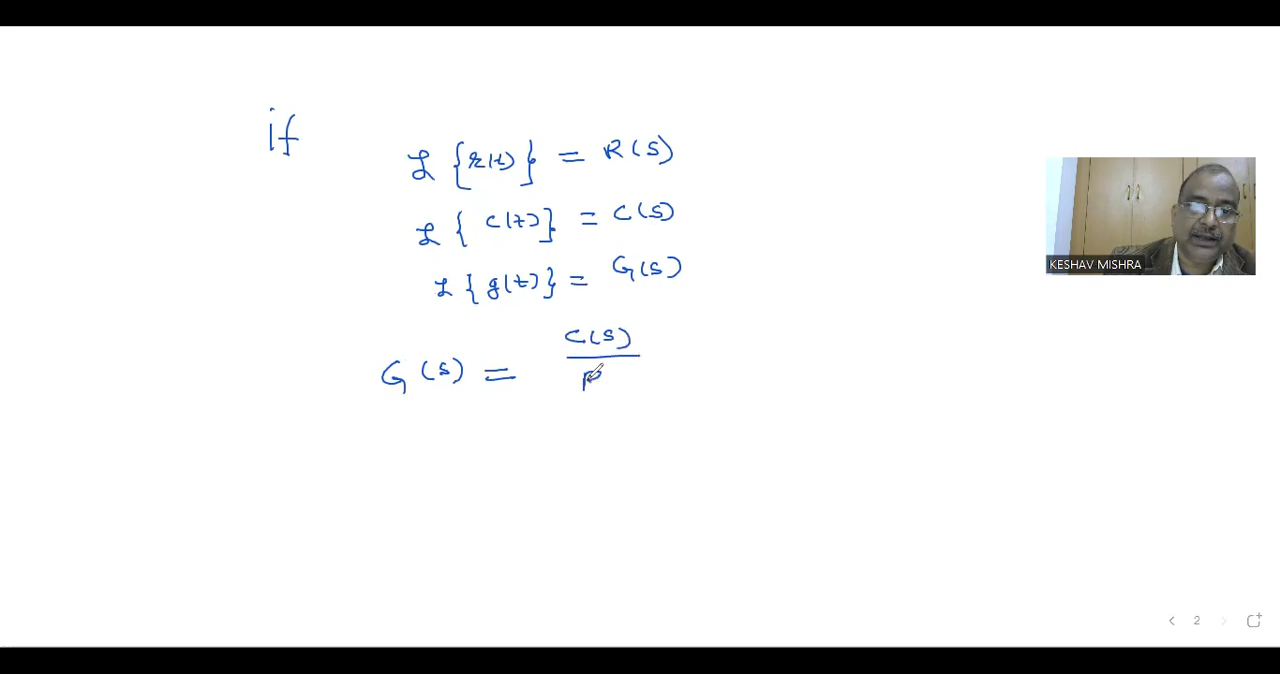 if
ℒ {r(t)} = R(s)
ℒ { c(t)} = C(s)
ℒ { g(t)} = G(s)
G(s) = C(s)
R
KESHAV MISHRA
2